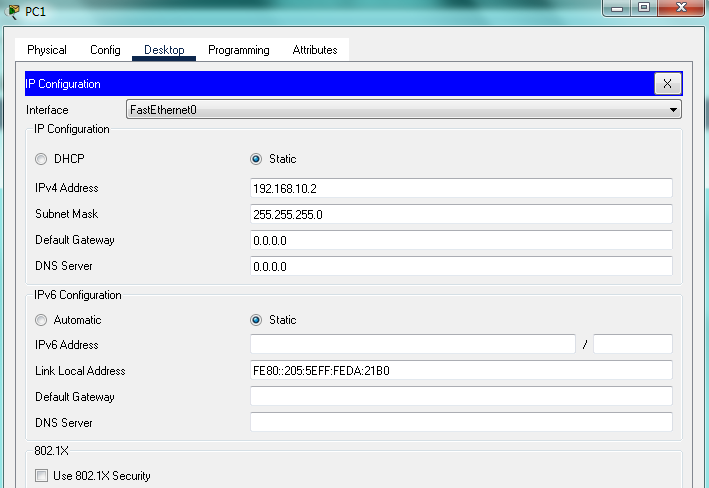 PC1
Physical Config Desktop Programming Attributes
IP Configuration X
Interface FastEthernet0
IP Configuration
DHCP Static
IPv4 Address 192.168.10.2
Subnet Mask 255.255.255.0
Default Gateway 0.0.0.0
DNS Server 0.0.0.0
IPv6 Configuration
Automatic Static
IPv6 Address /
Link Local Address FE80::205:5EFF:FEDA:21B0
Default Gateway
DNS Server
802.1X
Use 802.1X Security